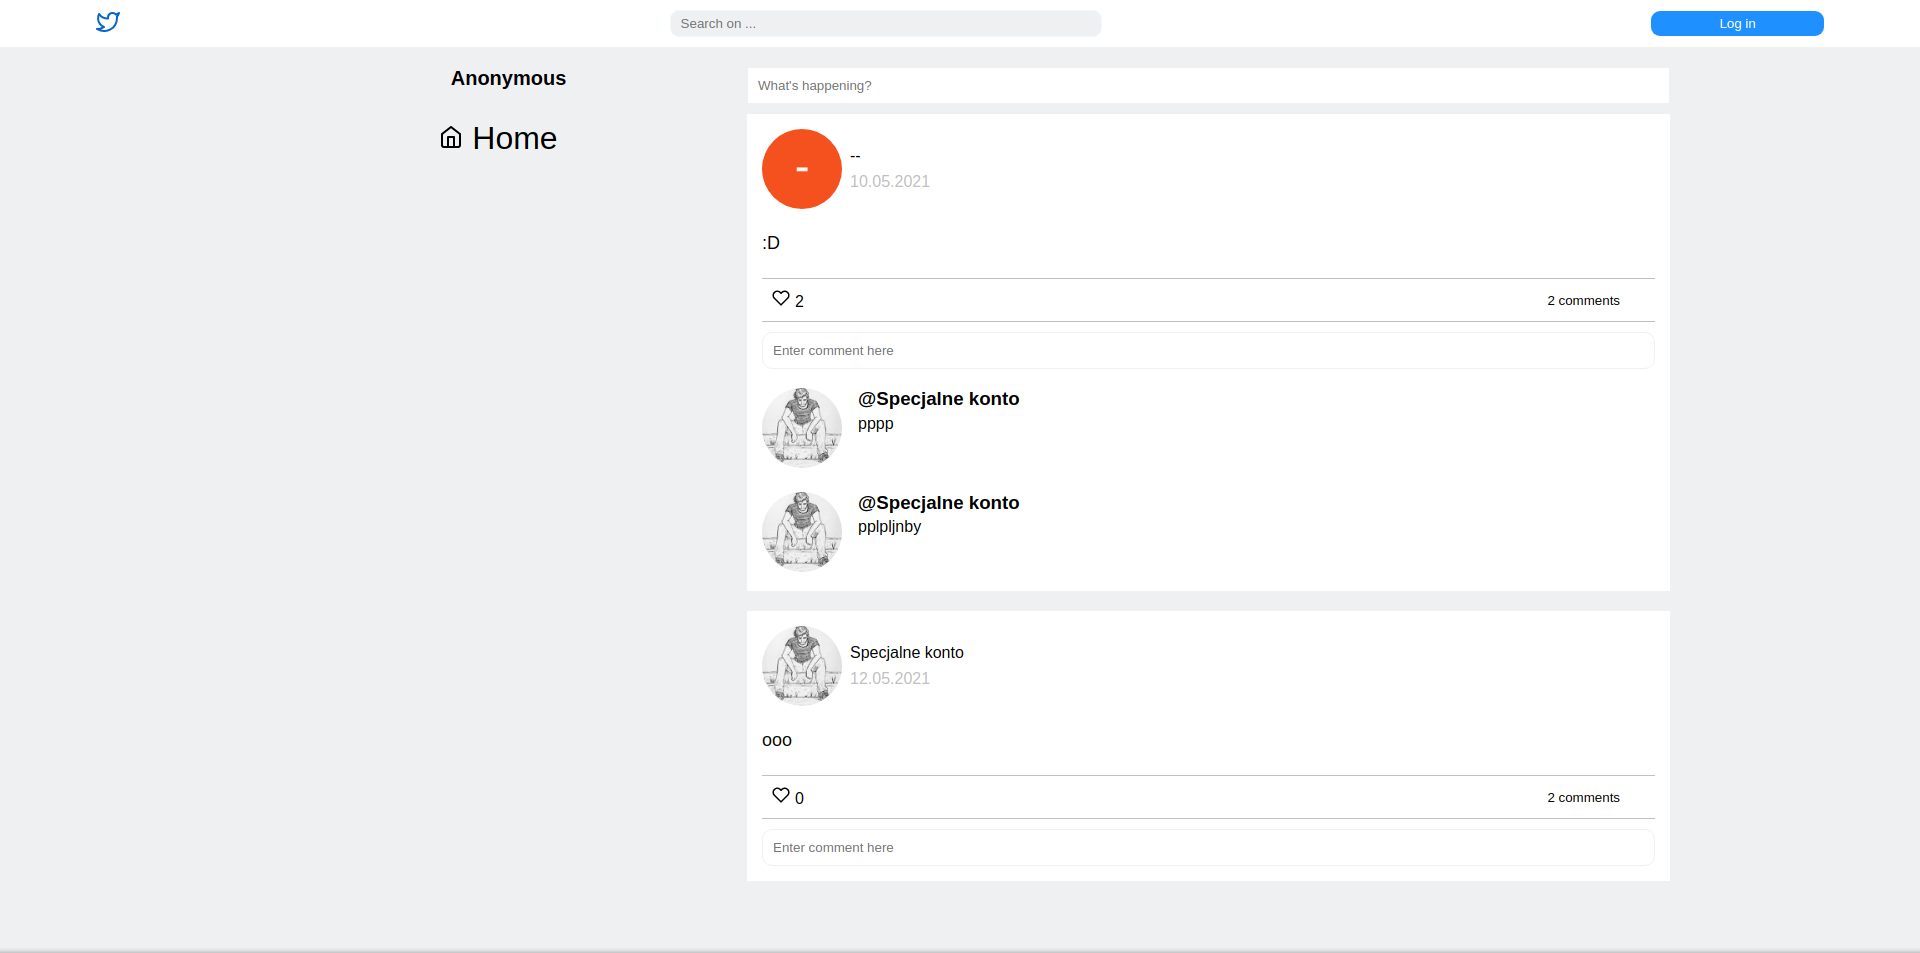 Search on ...
Log in
Anonymous
Home
What's happening?
-
--
10.05.2021
:D
2
2 comments
Enter comment here
@Specjalne konto
pppp
@Specjalne konto
pplpljnby
Specjalne konto
12.05.2021
ooo
0
2 comments
Enter comment here